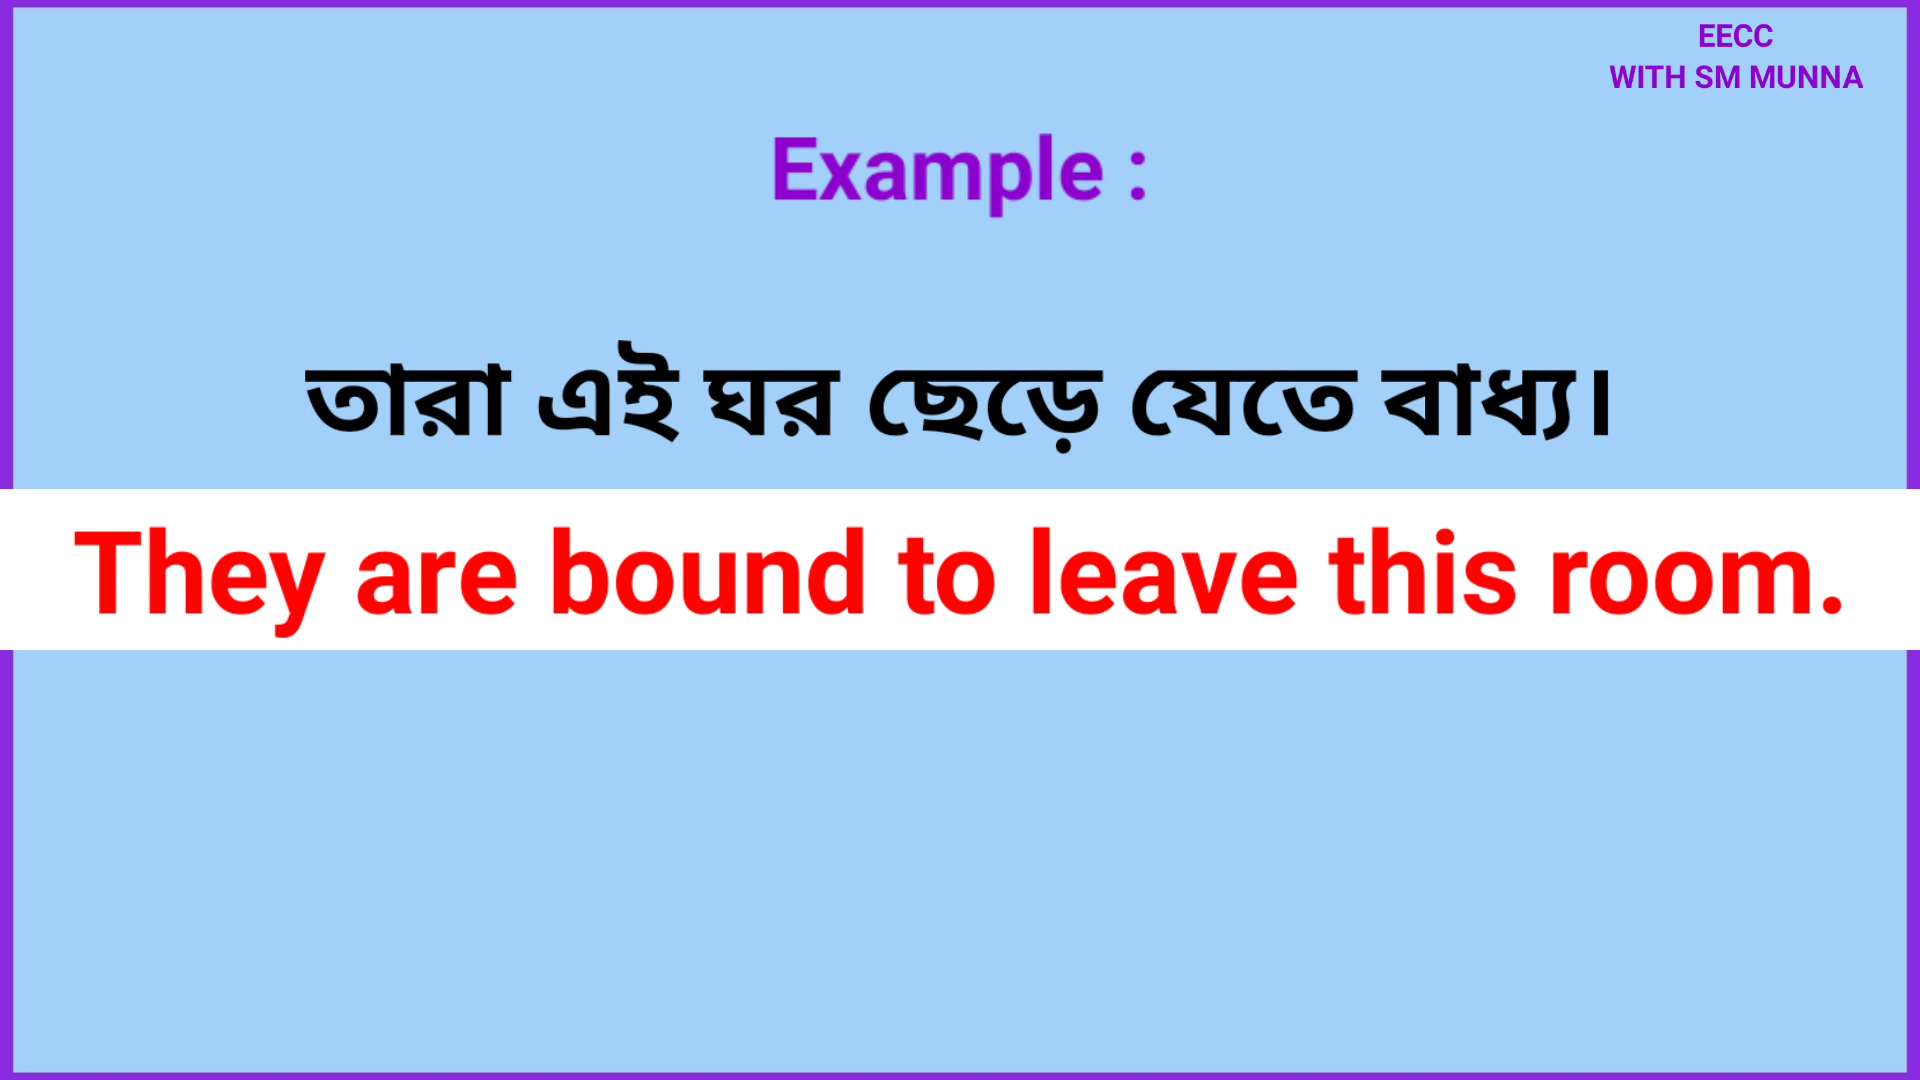 EECC
WITH SM MUNNA
Example :
তারা এই ঘর ছেড়ে যেতে বাধ্য।
They are bound to leave this room.